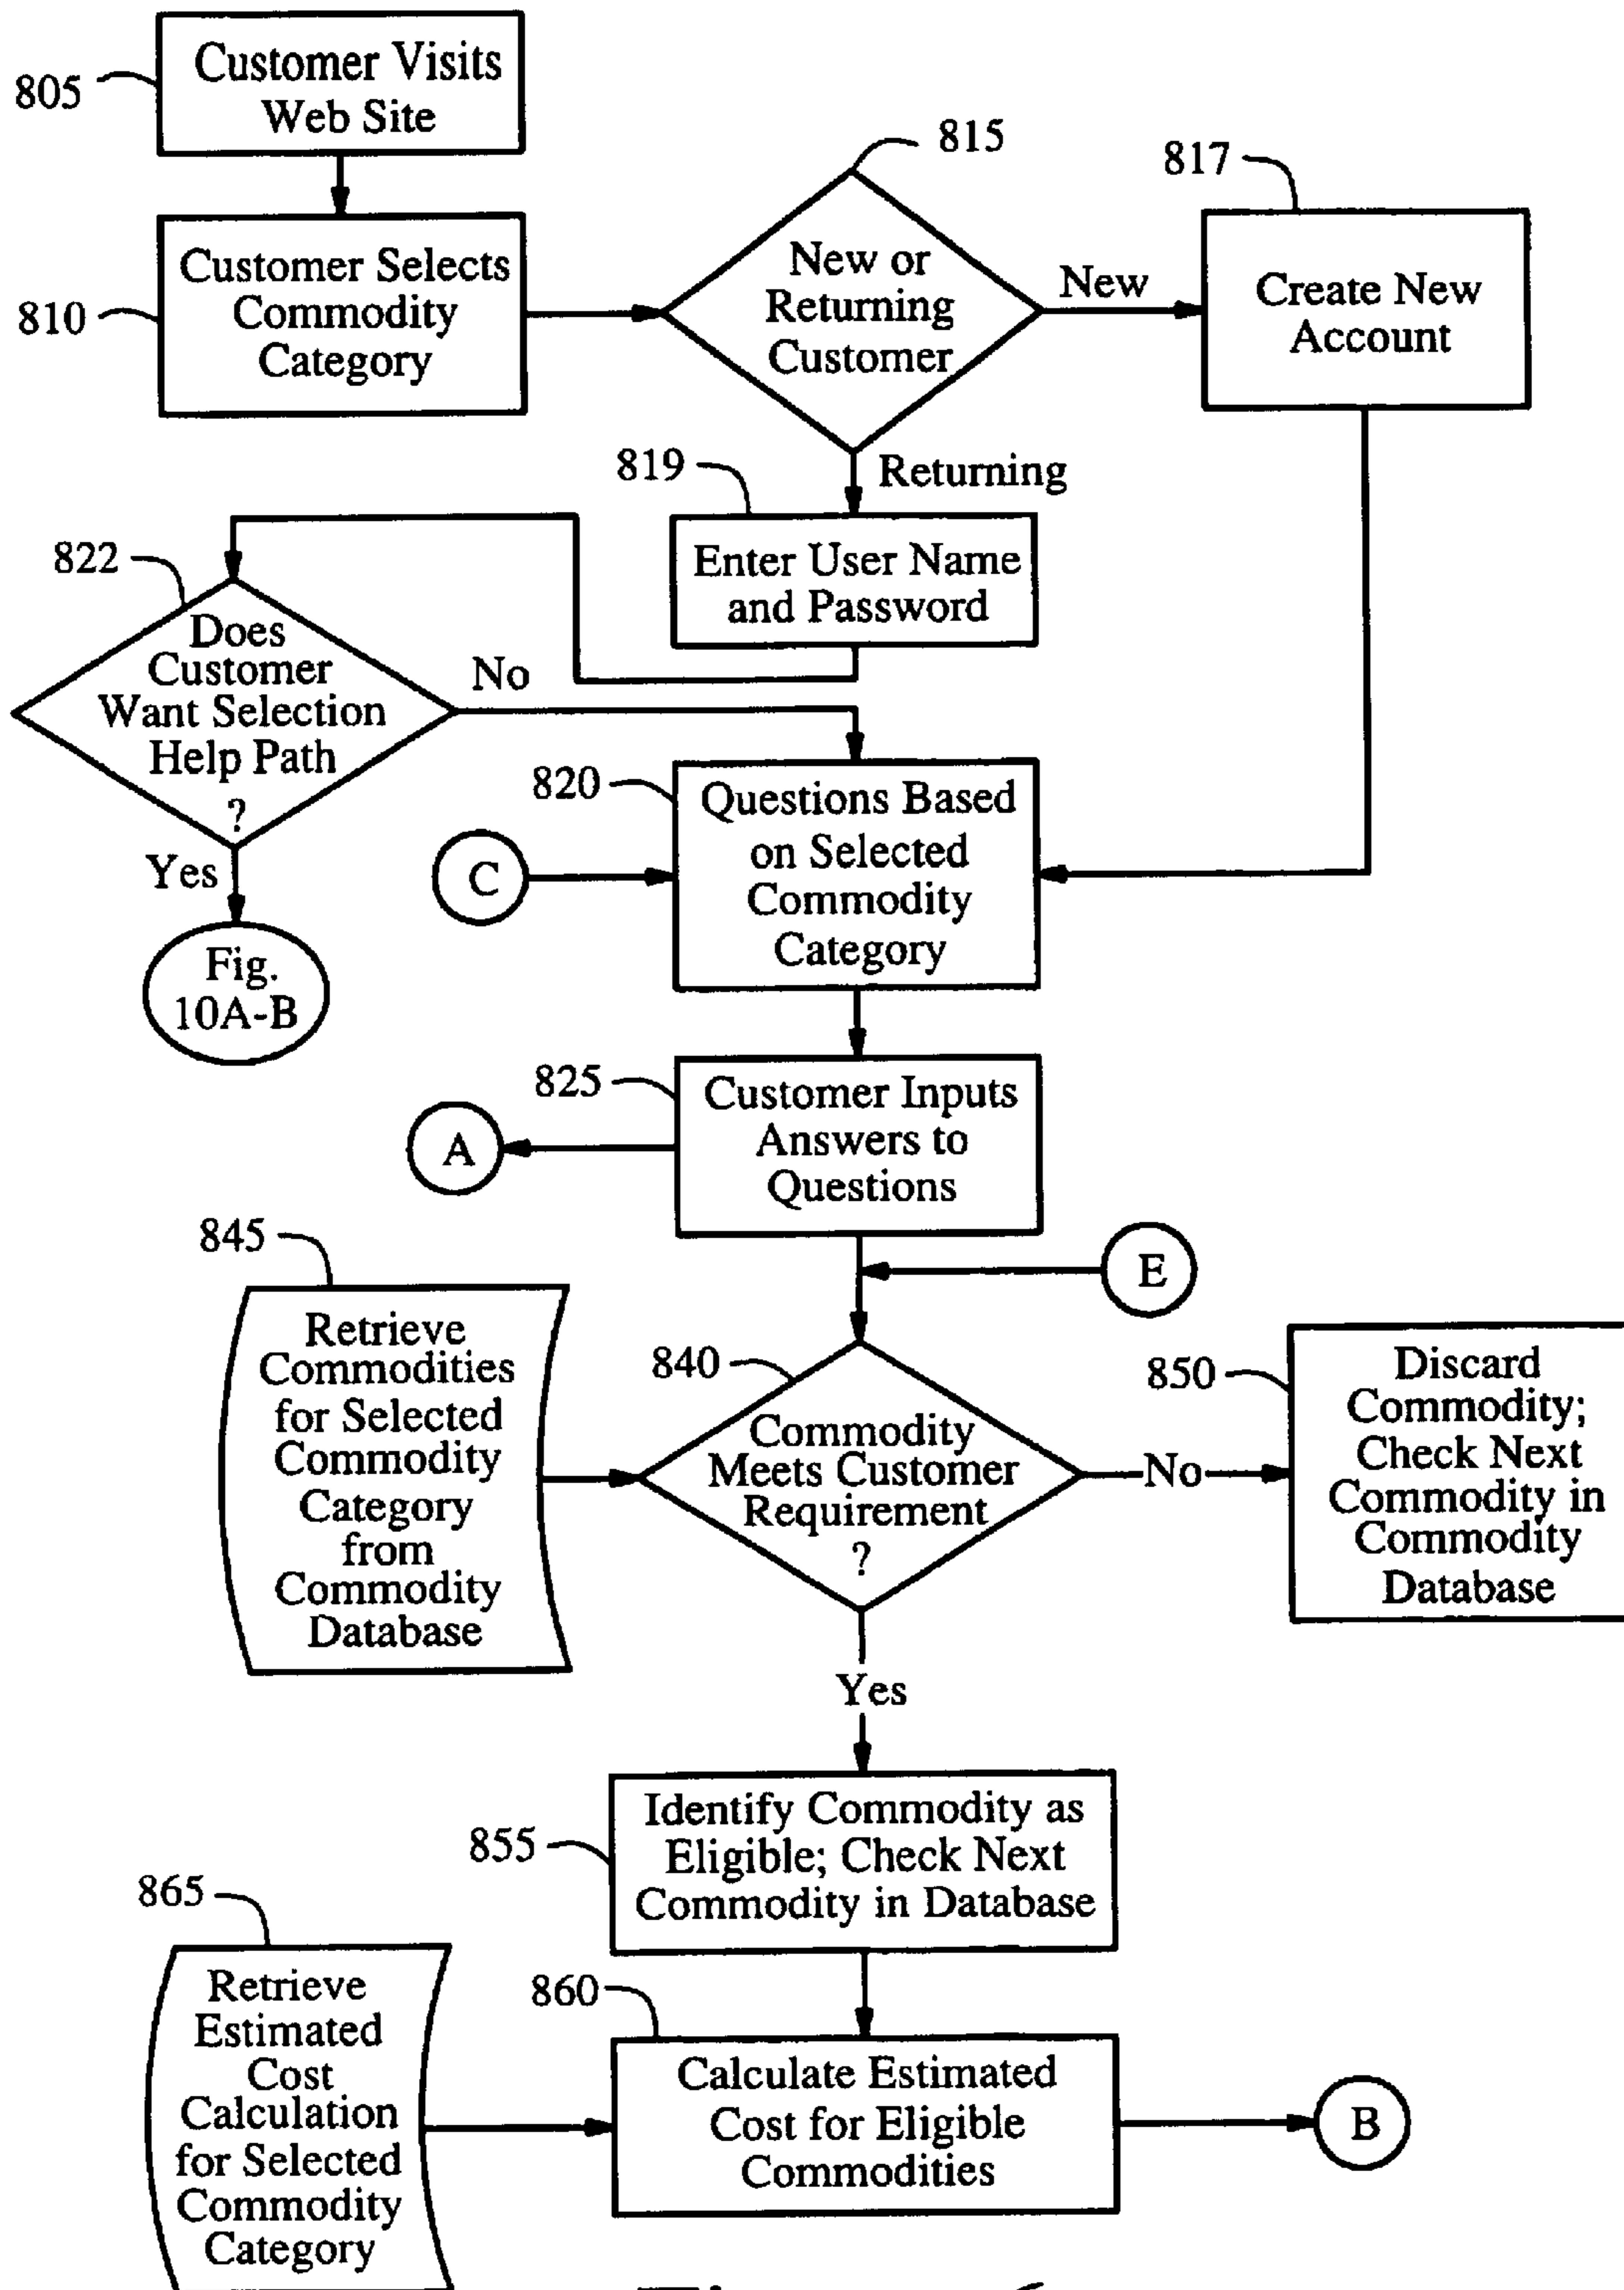 805
Customer Visits
Web Site
810
Customer Selects
Commodity
Category
815
New or
Returning
Customer
New
817
Create New
Account
Returning
819
Enter User Name
and Password
822
Does
Customer
Want Selection
Help Path
?
No
Yes
Fig.
10A-B
820
Questions Based
on Selected
Commodity
Category
C
825
Customer Inputs
Answers to
Questions
A
E
845
Retrieve
Commodities
for Selected
Commodity
Category
from
Commodity
Database
840
Commodity
Meets Customer
Requirement
?
No
850
Discard
Commodity;
Check Next
Commodity in
Commodity
Database
Yes
855
Identify Commodity as
Eligible; Check Next
Commodity in Database
865
Retrieve
Estimated
Cost
Calculation
for Selected
Commodity
Category
860
Calculate Estimated
Cost for Eligible
Commodities
B